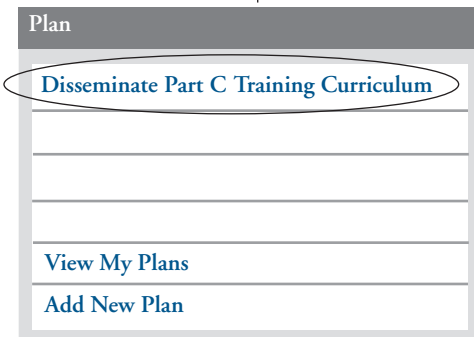 Plan
Disseminate Part C Training Curriculum
View My Plans
Add New Plan